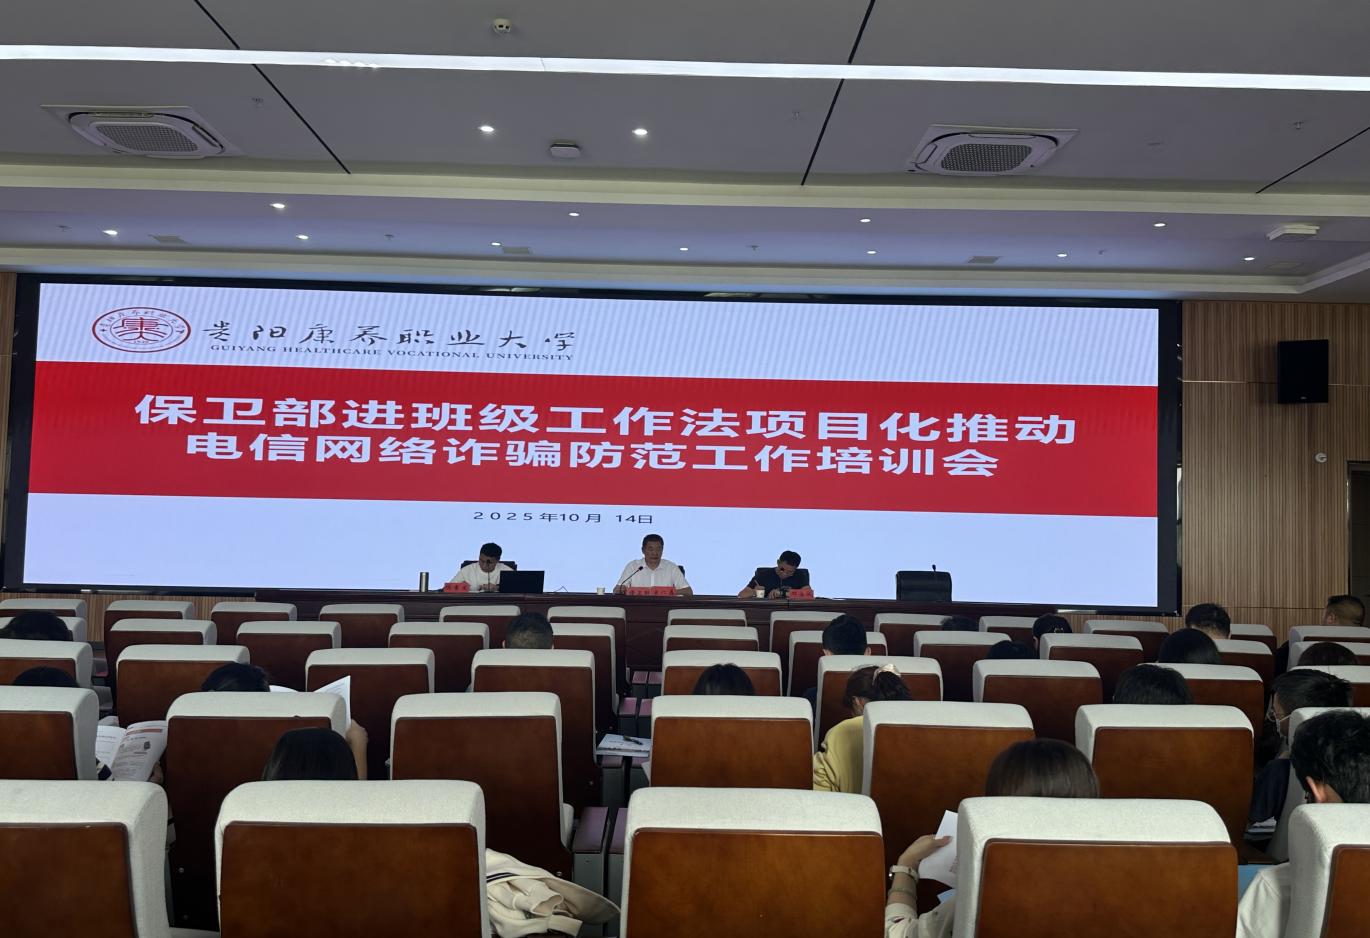 贵阳康养职业大学
GUIYANG HEALTHCARE VOCATIONAL UNIVERSITY
保卫部进班级工作法项目化推动
电信网络诈骗防范工作培训会
2025年10月 14日